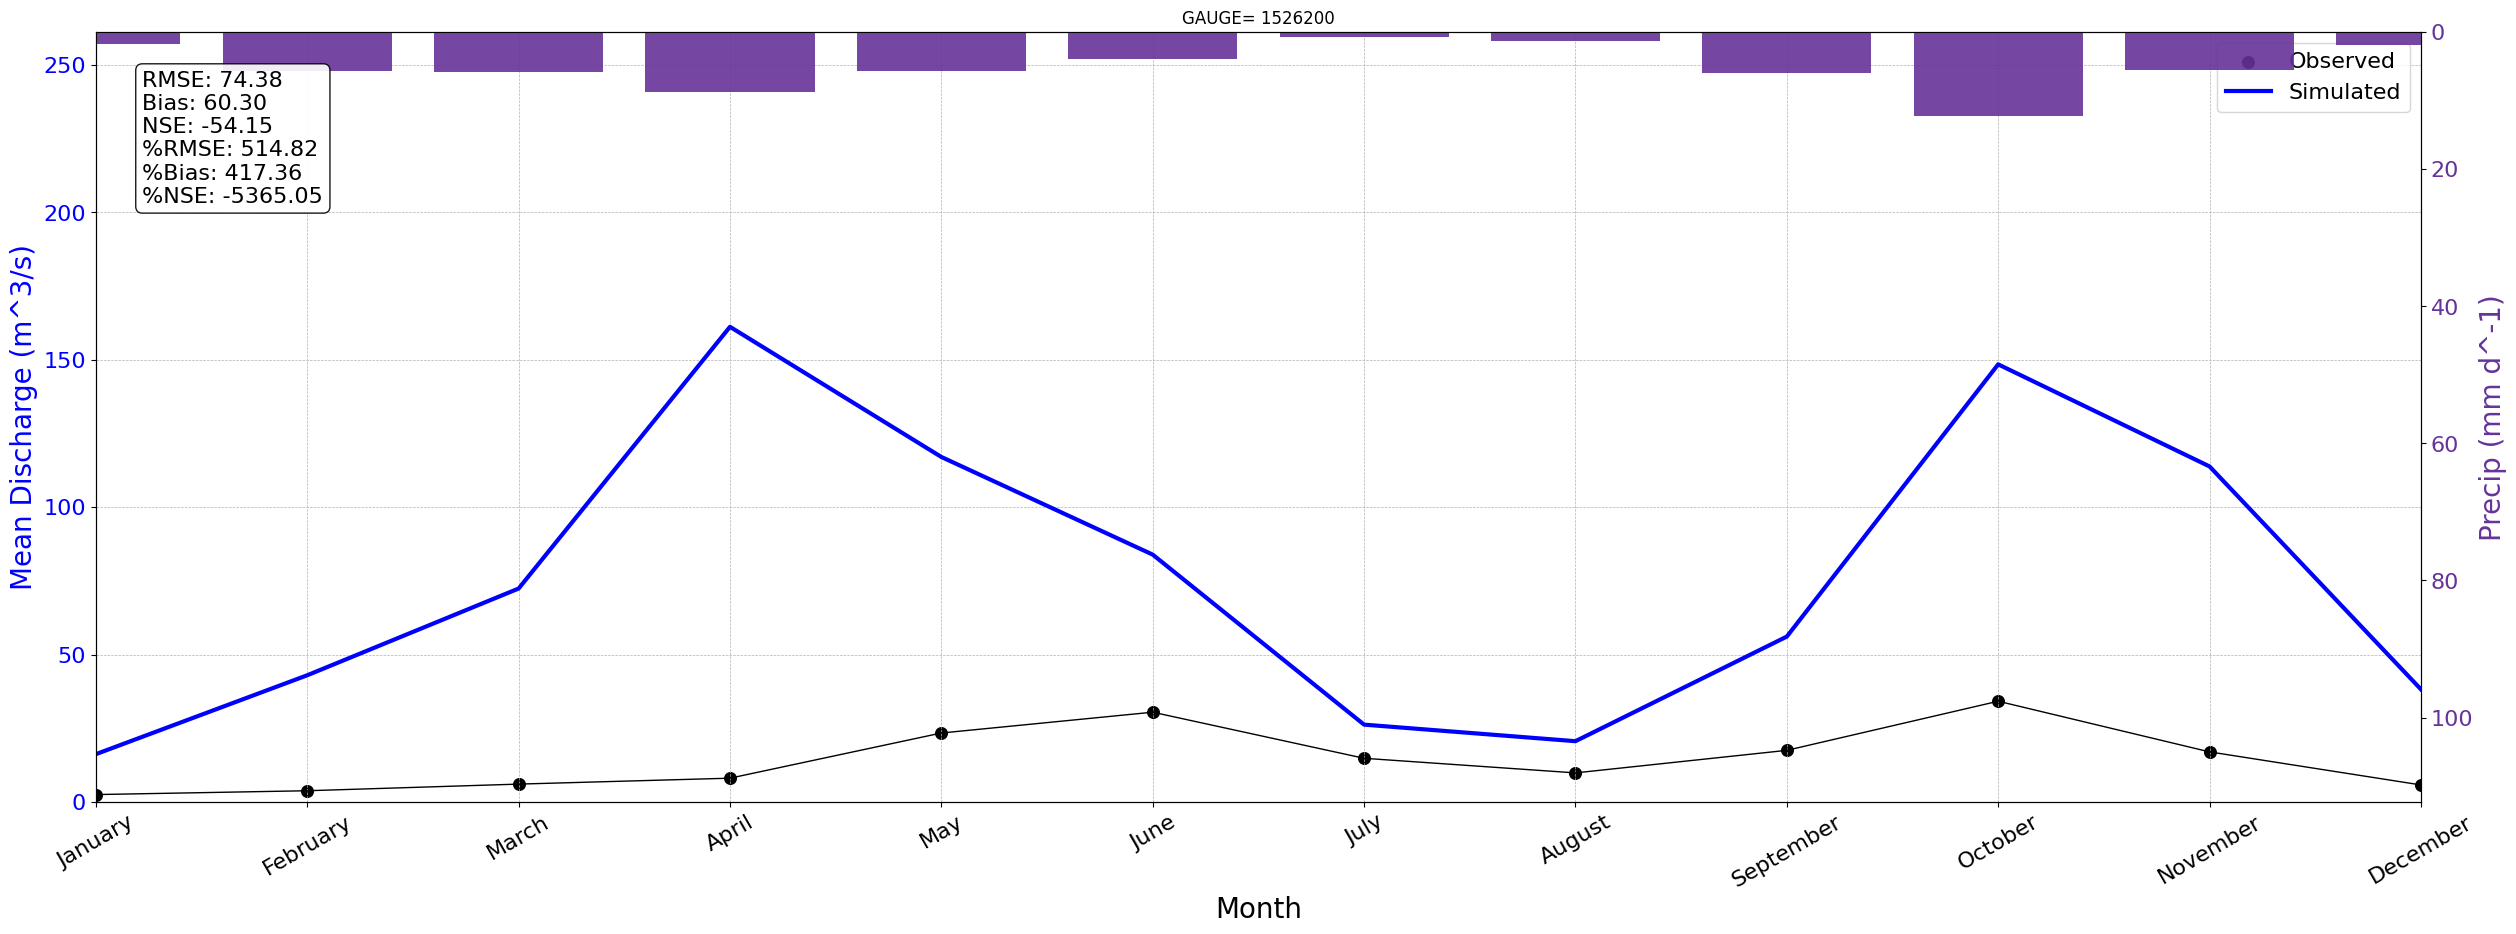 GAUGE= 1526200
RMSE: 74.38
Bias: 60.30
NSE: -54.15
%RMSE: 514.82
%Bias: 417.36
%NSE: -5365.05
Observed
Simulated
Mean Discharge (m^3/s)
250
200
150
100
50
0
0
20
40
60
80
100
Precip (mm d^-1)
January
February
March
April
May
June
July
August
September
October
November
December
Month